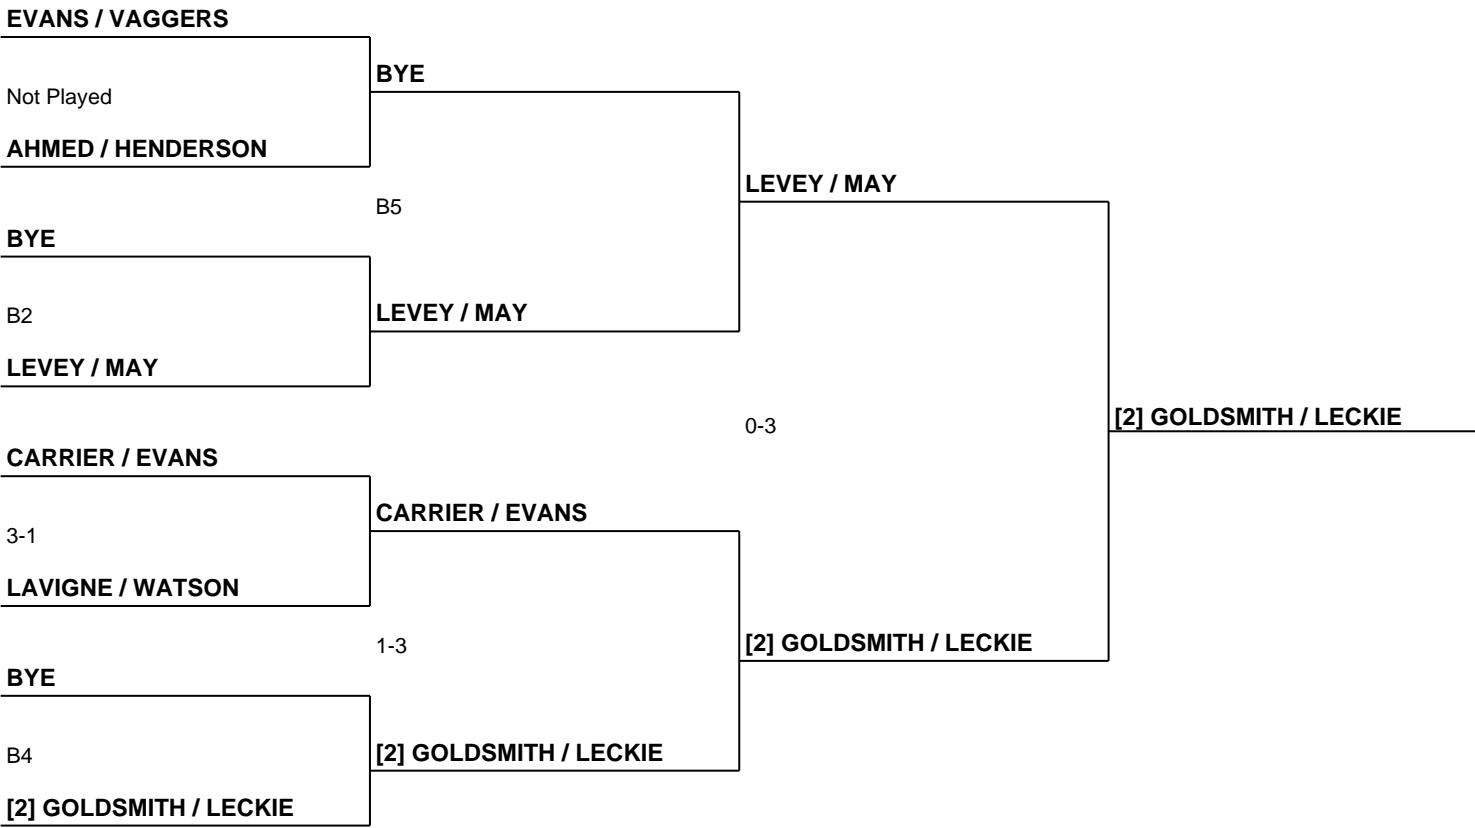 EVANS / VAGGERS
Not Played
AHMED / HENDERSON
BYE
B2
LEVEY / MAY
CARRIER / EVANS
3-1
LAVIGNE / WATSON
BYE
B4
[2] GOLDSMITH / LECKIE
BYE
B5
LEVEY / MAY
CARRIER / EVANS
1-3
[2] GOLDSMITH / LECKIE
LEVEY / MAY
0-3
[2] GOLDSMITH / LECKIE
[2] GOLDSMITH / LECKIE